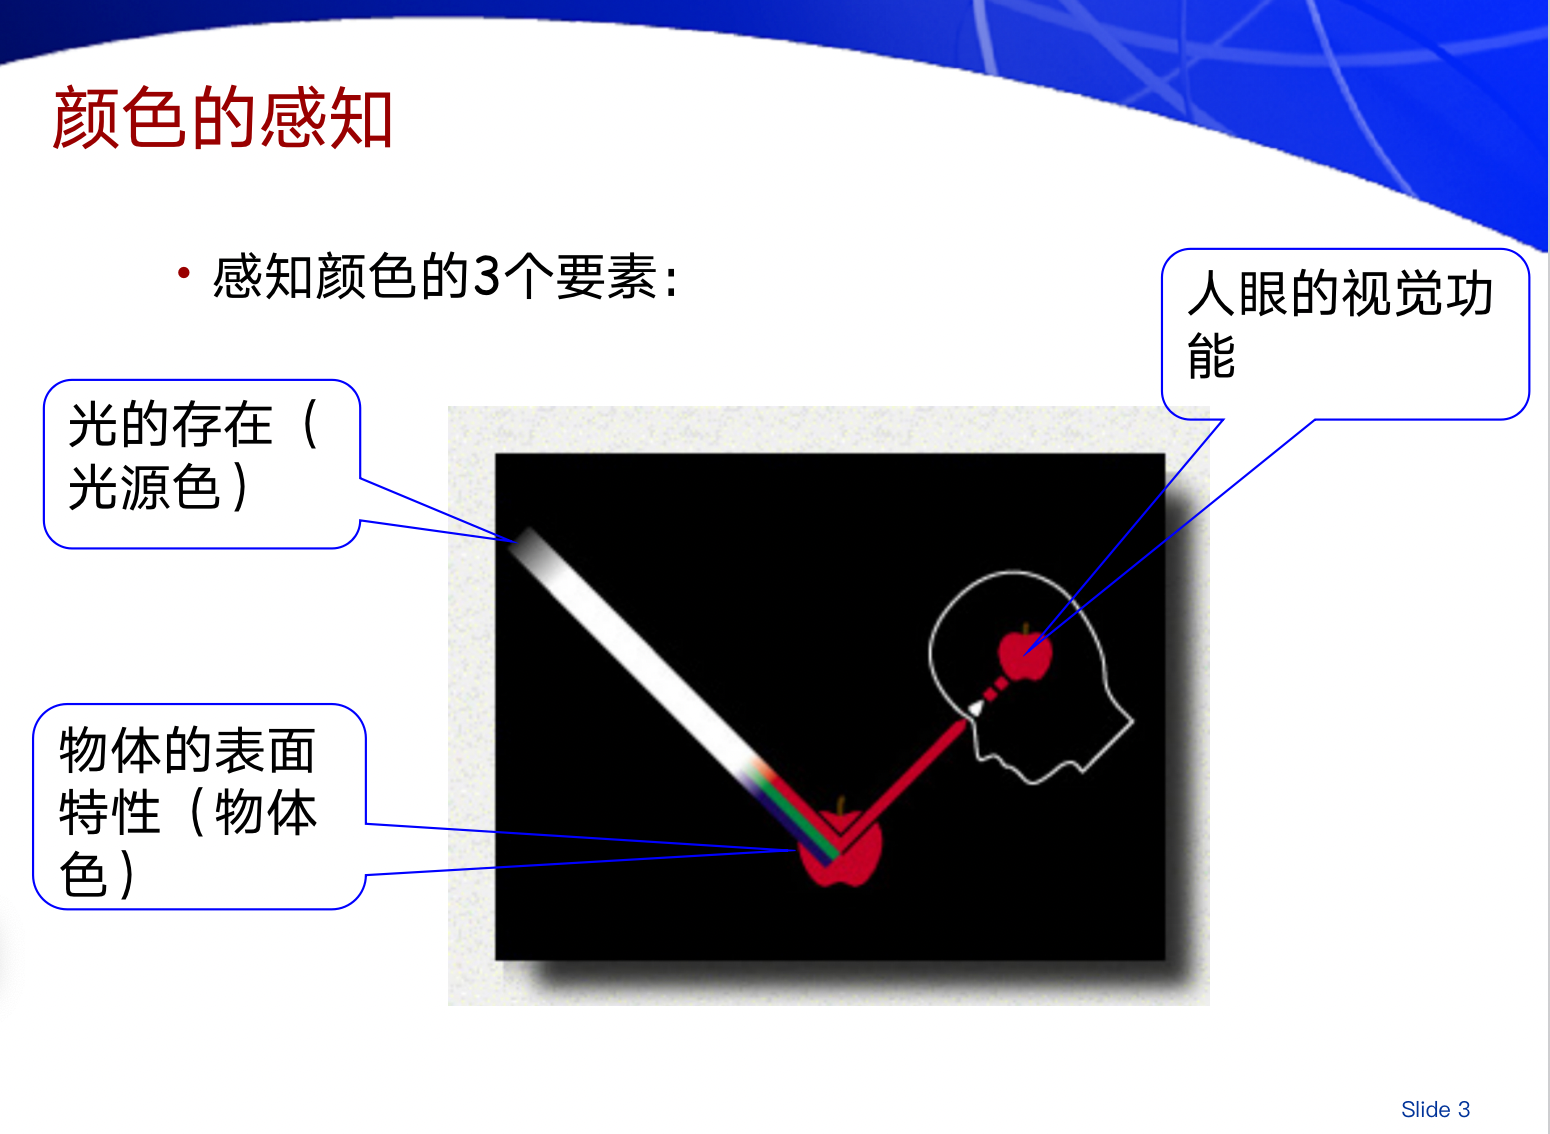 颜色的感知
• 感知颜色的3个要素:
人眼的视觉功
能
光的存在（
光源色）
物体的表面
特性（物体
色）
Slide 3